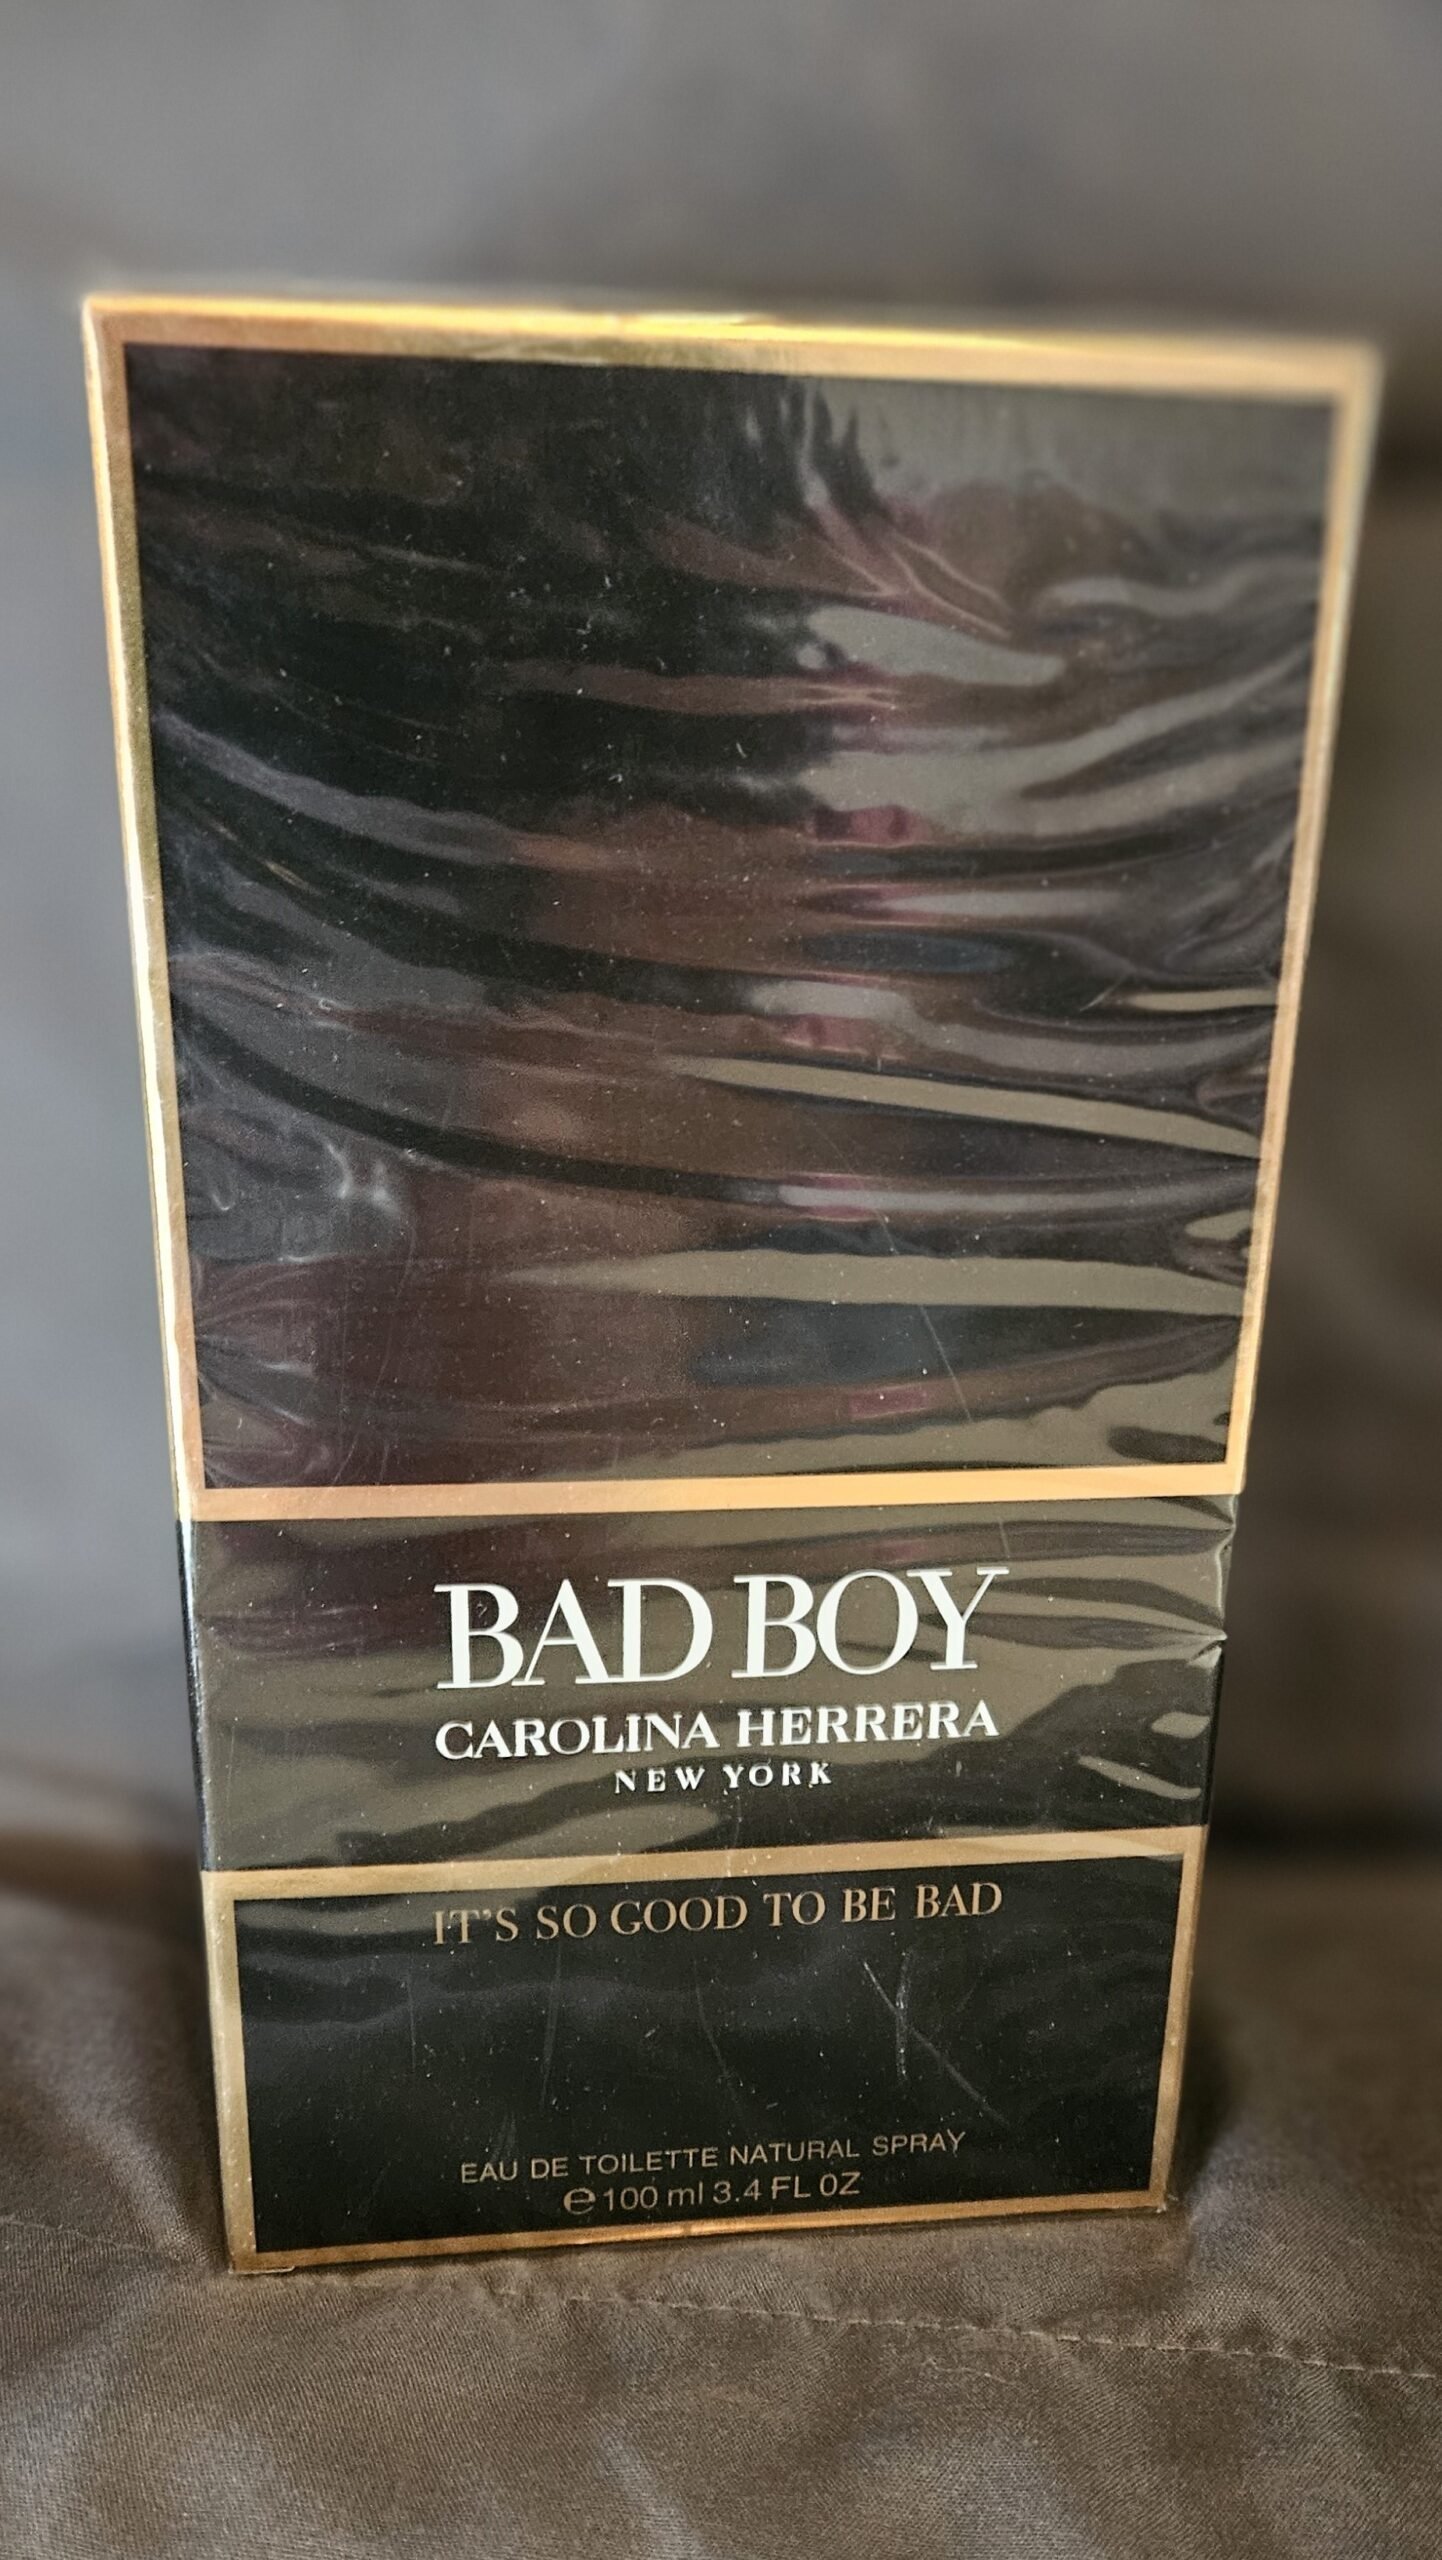 BAD BOY
CAROLINA HERRERA
NEW YORK
IT'S SO GOOD TO BE BAD
EAU DE TOILETTE NATURAL SPRAY
℮ 100 ml 3.4 FL OZ